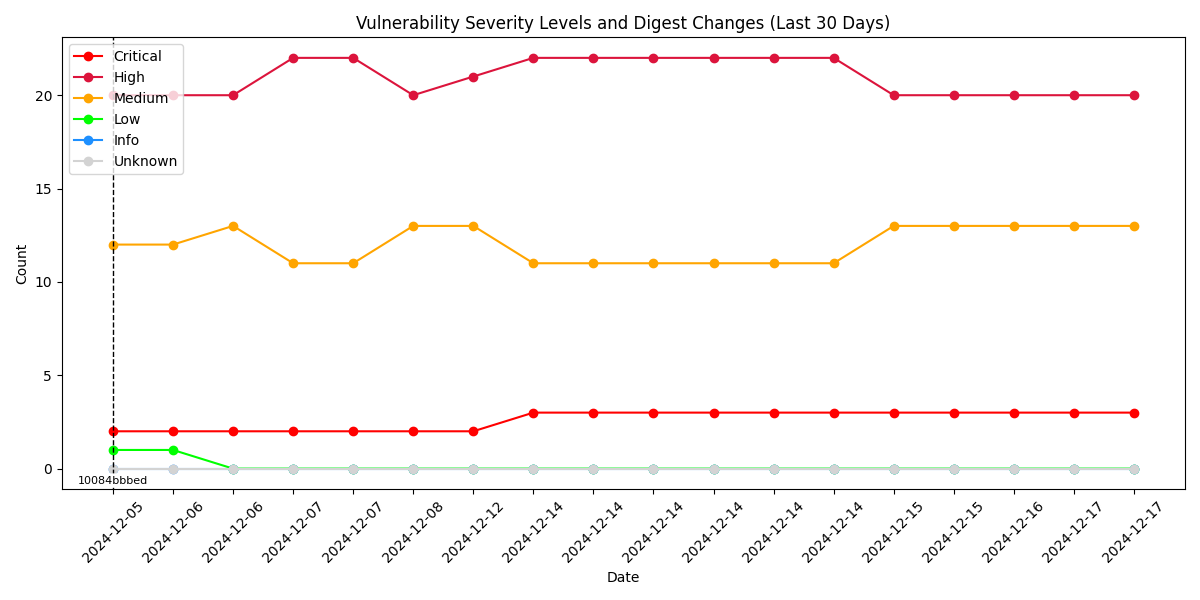 Vulnerability Severity Levels and Digest Changes (Last 30 Days)
Critical
High
Medium
Low
Info
Unknown
Count
20
15
10
5
0
10084bbbed
2024-12-05
2024-12-06
2024-12-06
2024-12-07
2024-12-07
2024-12-08
2024-12-12
2024-12-14
2024-12-14
2024-12-14
2024-12-14
2024-12-14
2024-12-14
2024-12-15
2024-12-15
2024-12-16
2024-12-17
2024-12-17
Date